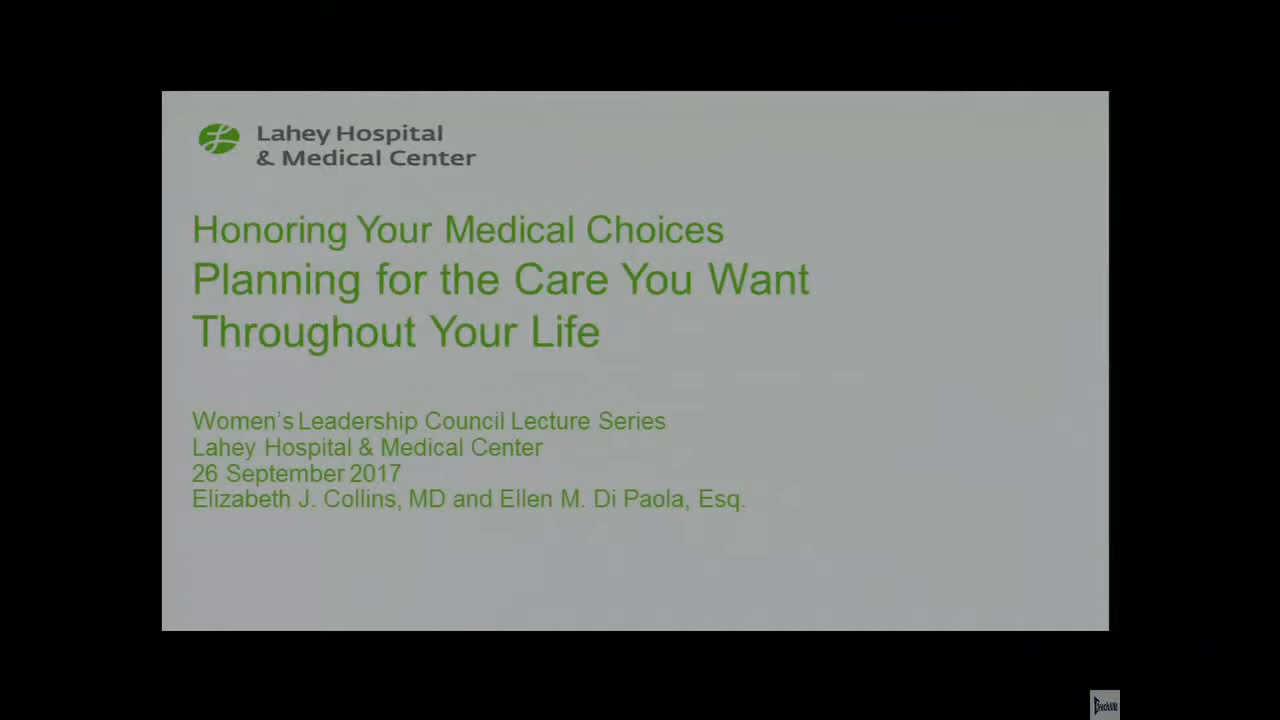 Lahey Hospital
& Medical Center
Honoring Your Medical Choices
Planning for the Care You Want
Throughout Your Life
Women's Leadership Council Lecture Series
Lahey Hospital & Medical Center
26 September 2017
Elizabeth J. Collins, MD and Ellen M. Di Paola, Esq.